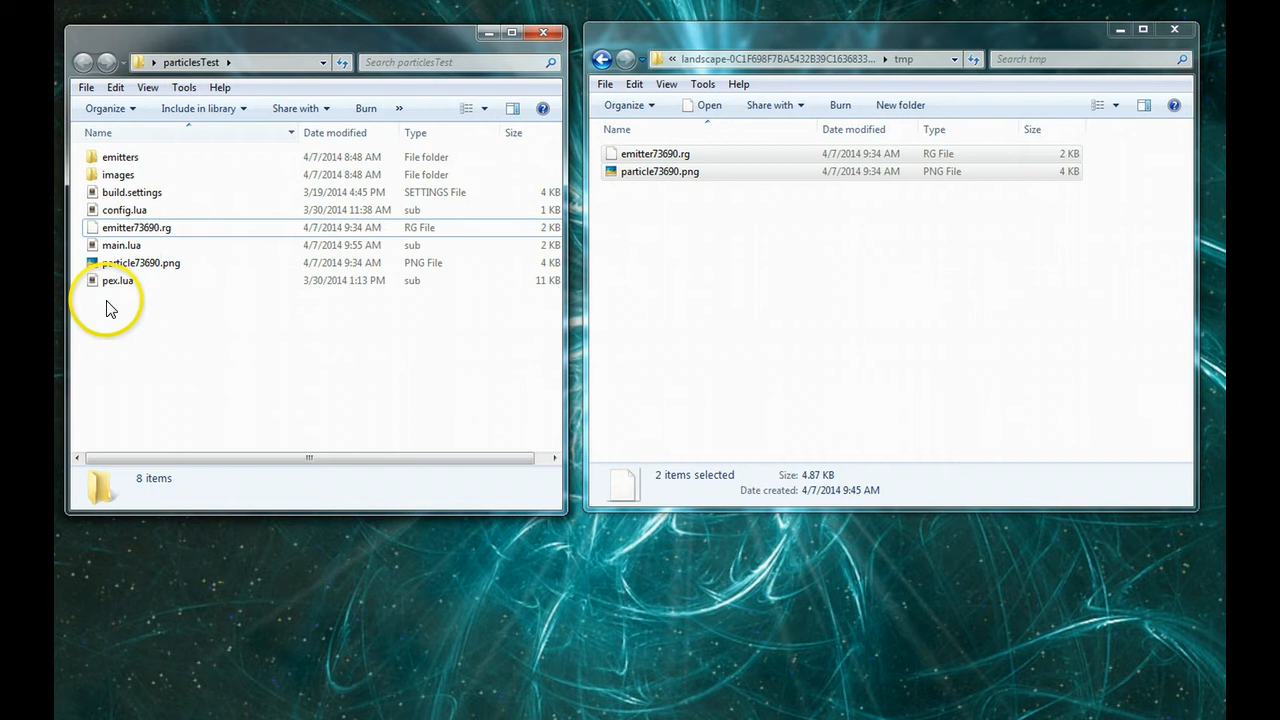 particlesTest
Search particlesTest
File Edit View Tools Help
Organize Include in library Share with Burn »
Name Date modified Type Size
emitters 4/7/2014 8:48 AM File folder
images 4/7/2014 8:48 AM File folder
build.settings 3/19/2014 4:45 PM SETTINGS File 4 KB
config.lua 3/30/2014 11:38 AM sub 1 KB
emitter73690.rg 4/7/2014 9:34 AM RG File 2 KB
main.lua 4/7/2014 9:55 AM sub 2 KB
particle73690.png 4/7/2014 9:34 AM PNG File 4 KB
pex.lua 3/30/2014 1:13 PM sub 11 KB
8 items
« landscape-0C1F698F7BA5432B39C1636833... tmp
Search tmp
File Edit View Tools Help
Organize Open Share with Burn New folder
Name Date modified Type Size
emitter73690.rg 4/7/2014 9:34 AM RG File 2 KB
particle73690.png 4/7/2014 9:34 AM PNG File 4 KB
2 items selected Size: 4.87 KB
Date created: 4/7/2014 9:45 AM